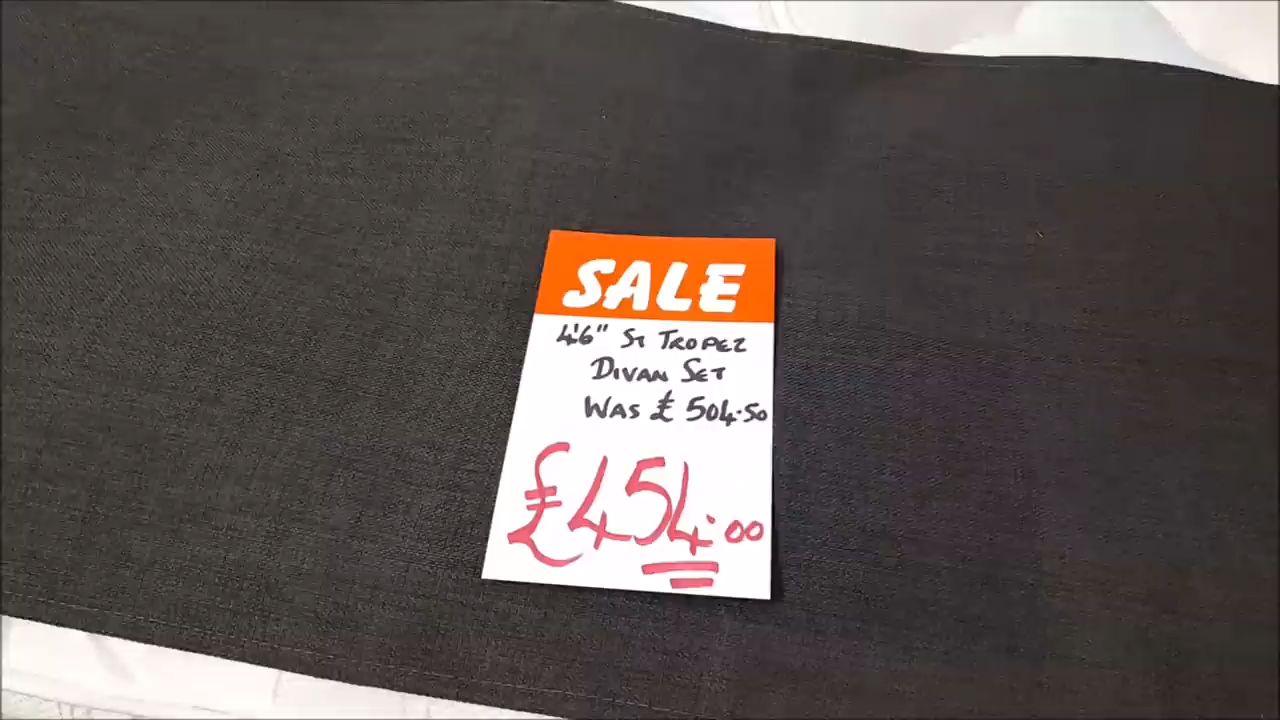 SALE
4'6" St TROPEZ
DIVAN SET
WAS £ 504.50
£454.00